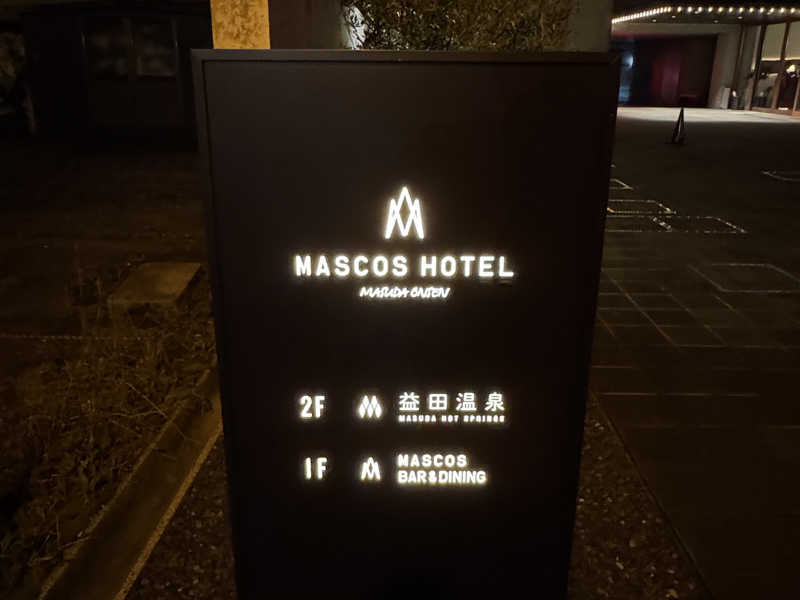 MASCOS HOTEL
MASUDA ONSEN
2F 益田温泉
MASUDA HOT SPRINGS
1F MASCOS
BAR&DINING